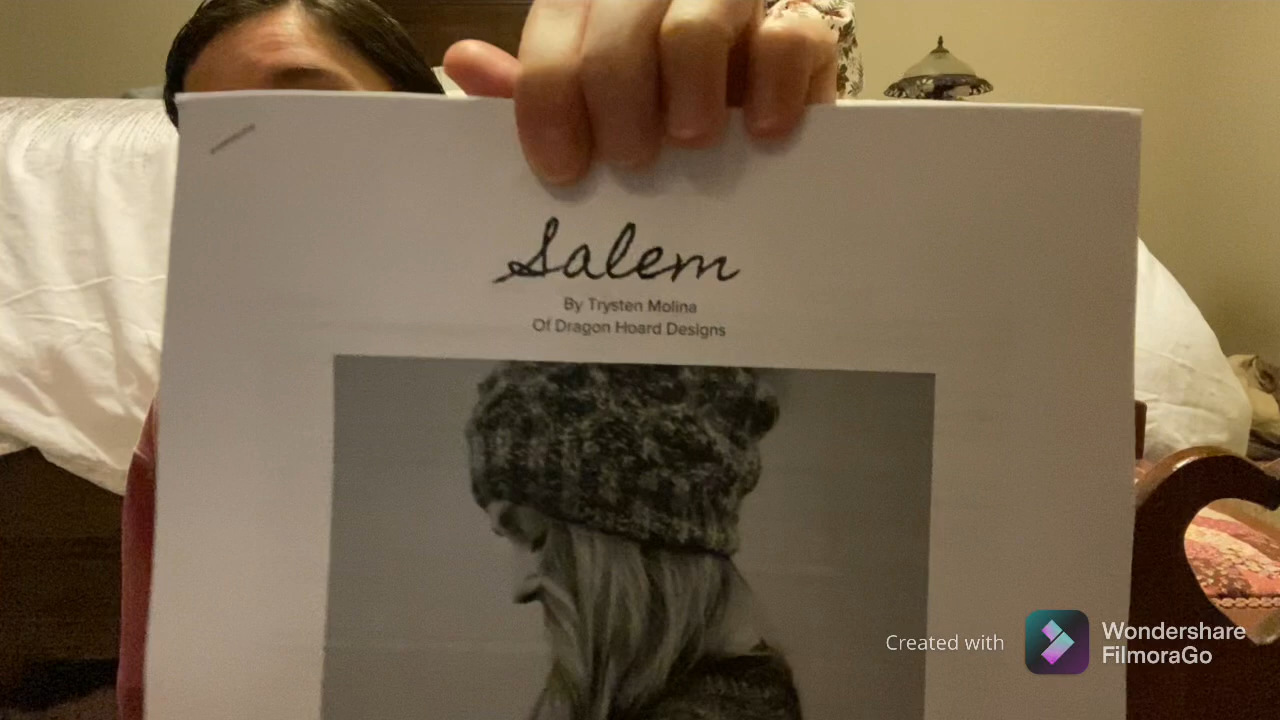 Salem
By Trysten Molina
Of Dragon Hoard Designs
Created with
Wondershare
FilmoraGo